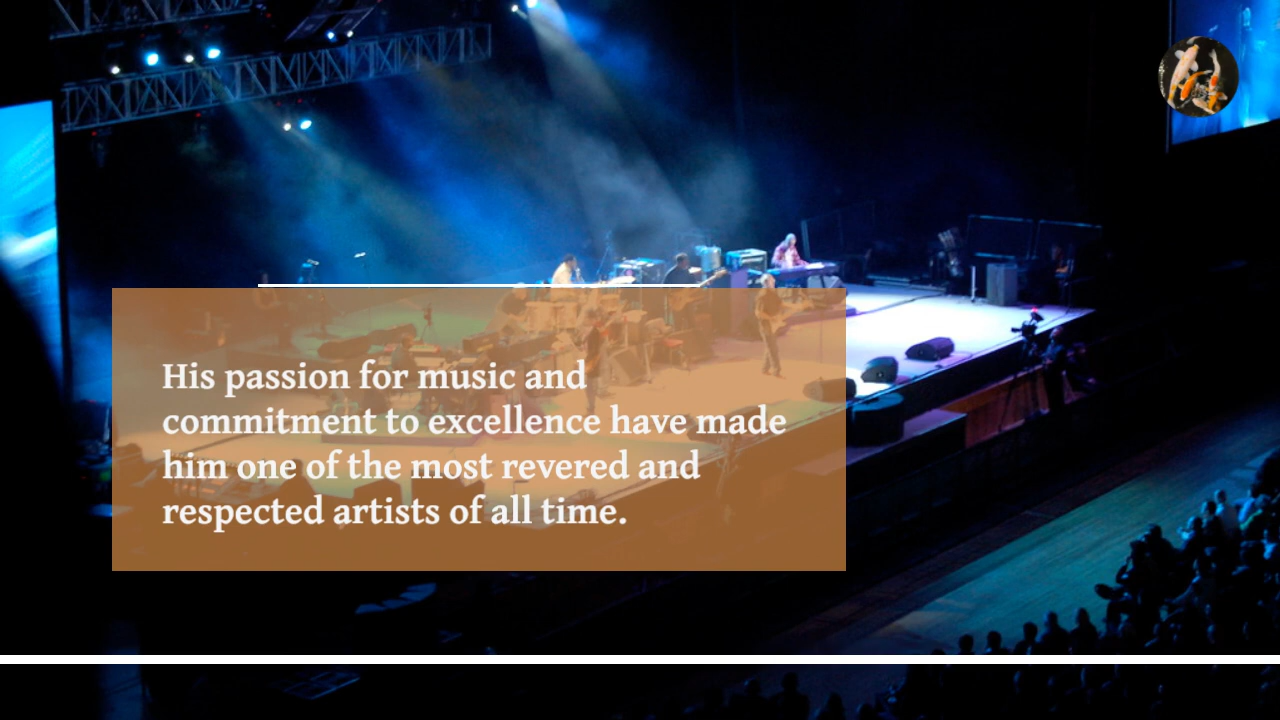 His passion for music and
commitment to excellence have made
him one of the most revered and
respected artists of all time.